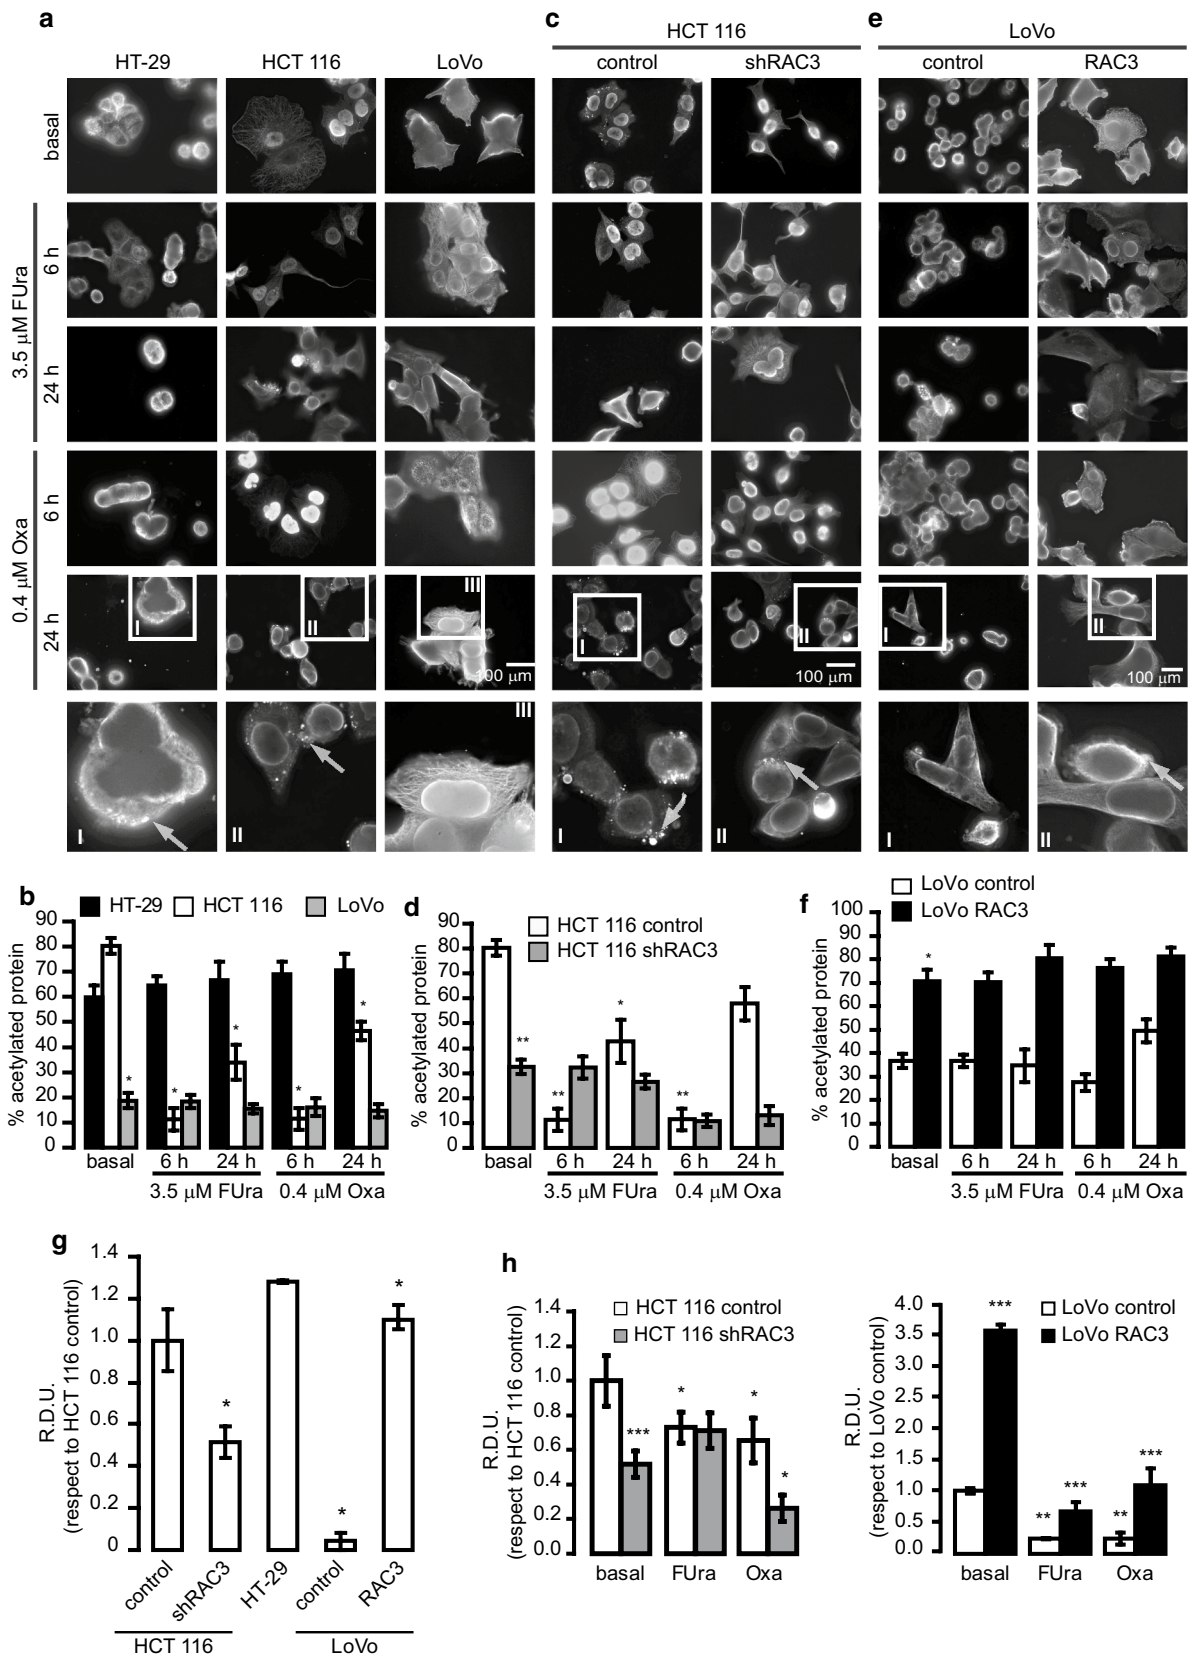 a
HT-29 HCT 116 LoVo
c
HCT 116
control shRAC3
e
LoVo
control RAC3
basal
3.5 μM FUra
6 h
24 h
0.4 μM Oxa
6 h
24 h
I
II
III
100 μm
I
II
100 μm
I
II
100 μm
I
II
III
I
II
I
II
b
HT-29 HCT 116 LoVo
% acetylated protein
90
80
70
60
50
40
30
20
10
0
* * * * * *
basal 6 h 24 h 6 h 24 h
3.5 μM FUra 0.4 μM Oxa
d
HCT 116 control
HCT 116 shRAC3
% acetylated protein
90
80
70
60
50
40
30
20
10
0
** ** * **
basal 6 h 24 h 6 h 24 h
3.5 μM FUra 0.4 μM Oxa
f
LoVo control
LoVo RAC3
% acetylated protein
100
90
80
70
60
50
40
30
20
10
0
*
basal 6 h 24 h 6 h 24 h
3.5 μM FUra 0.4 μM Oxa
g
R.D.U.
(respect to HCT 116 control)
1.4
1.2
1.0
0.8
0.6
0.4
0.2
0
* * *
control shRAC3 HT-29 control RAC3
HCT 116 LoVo
h
HCT 116 control
HCT 116 shRAC3
R.D.U.
(respect to HCT 116 control)
1.4
1.2
1.0
0.8
0.6
0.4
0.2
0.0
*** * * *
basal FUra Oxa
LoVo control
LoVo RAC3
R.D.U.
(respect to LoVo control)
4.0
3.5
3.0
2.5
2.0
1.5
1.0
0.5
0.0
*** ** *** ** ***
basal FUra Oxa